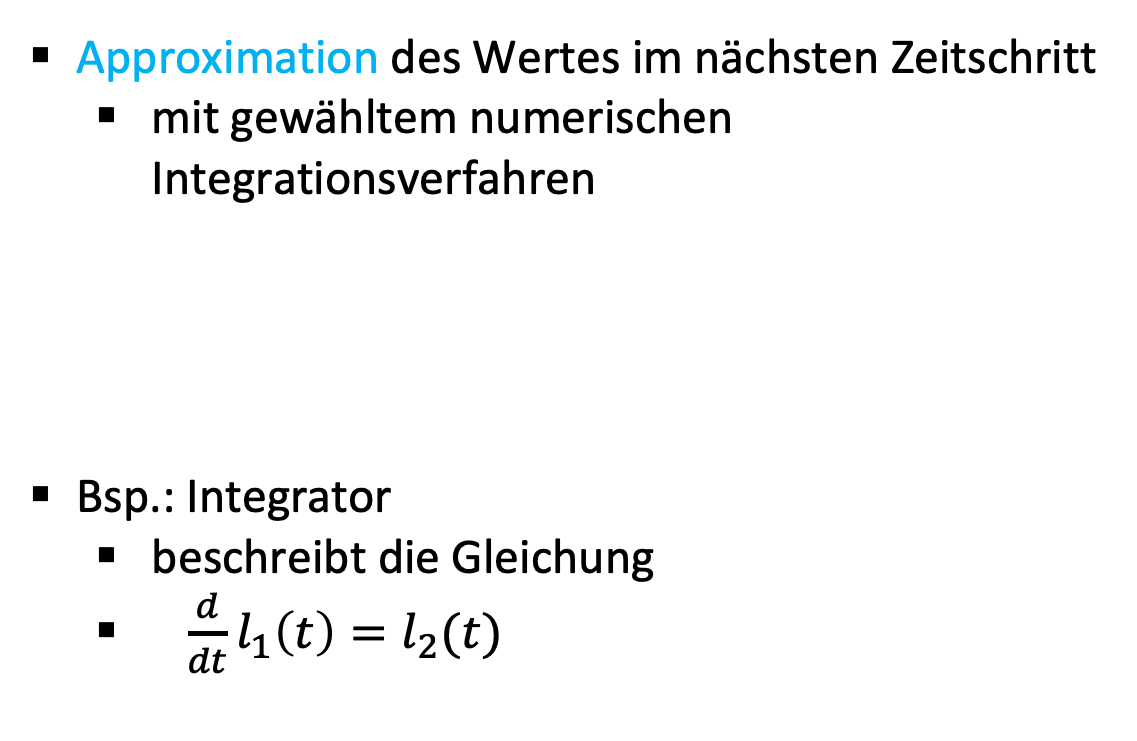 ▪ Approximation des Wertes im nächsten Zeitschritt
▪ mit gewähltem numerischen
Integrationsverfahren
▪ Bsp.: Integrator
▪ beschreibt die Gleichung
▪ d/dt l₁(t) = l₂(t)